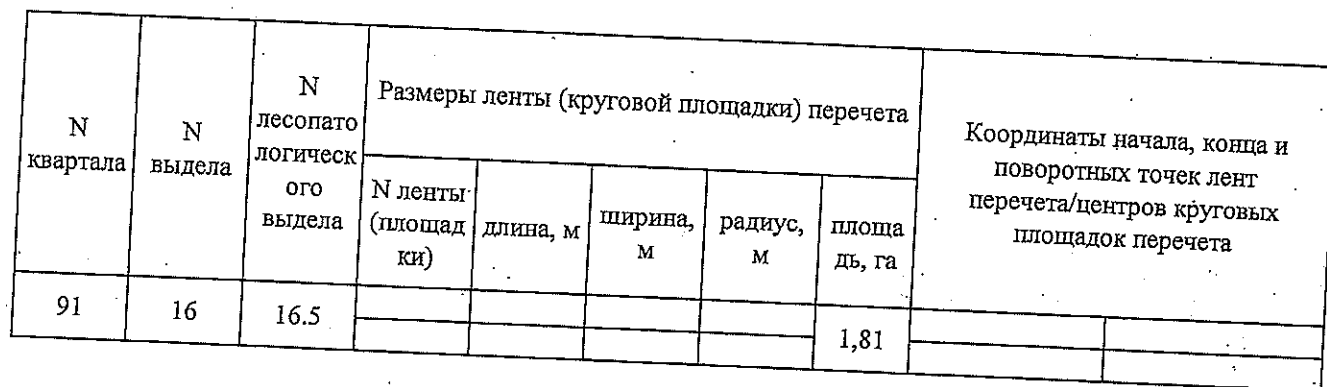 N
квартала
N
выдела
N
лесопато
логическ
ого
выдела
Размеры ленты (круговой площадки) перечета
N ленты
(площад
ки)
длина, м
ширина,
м
радиус,
м
площа
дь, га
Координаты начала, конца и
поворотных точек лент
перечета/центров круговых
площадок перечета
91
16
16.5
1,81